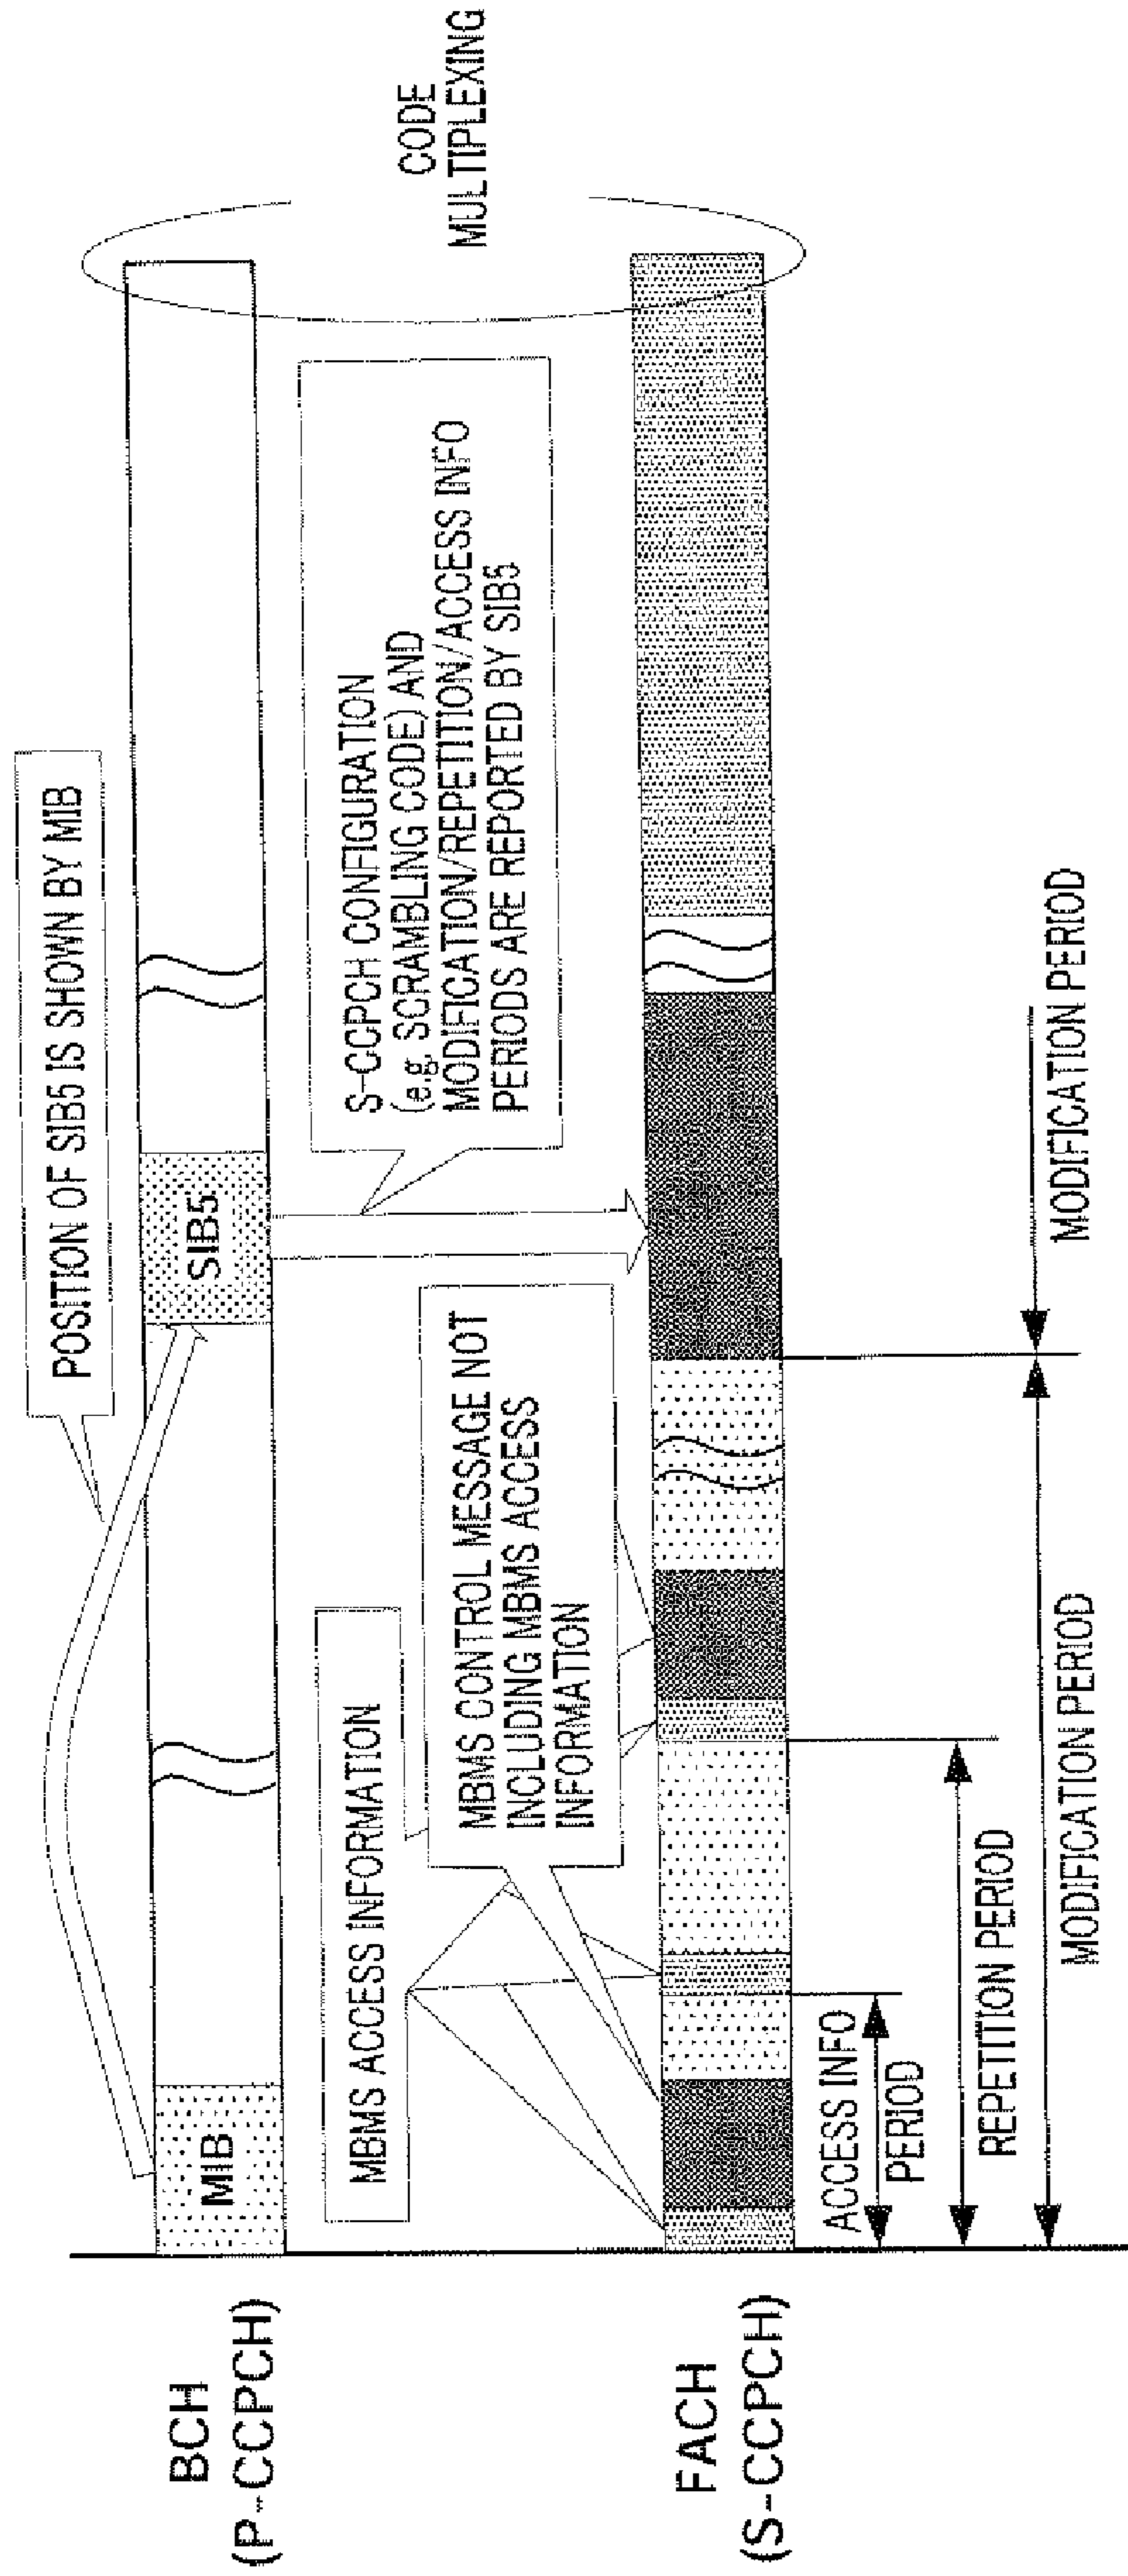 POSITION OF SIB5 IS SHOWN BY MIB
BCH
(P-CCPCH)
MIB
SIB5
CODE
MULTIPLEXING
S-CCPCH CONFIGURATION
(e.g. SCRAMBLING CODE) AND
MODIFICATION/REPETITION/ACCESS INFO
PERIODS ARE REPORTED BY SIB5
MBMS ACCESS INFORMATION
MBMS CONTROL MESSAGE NOT
INCLUDING MBMS ACCESS
INFORMATION
FACH
(S-CCPCH)
ACCESS INFO
PERIOD
REPETITION PERIOD
MODIFICATION PERIOD
MODIFICATION PERIOD